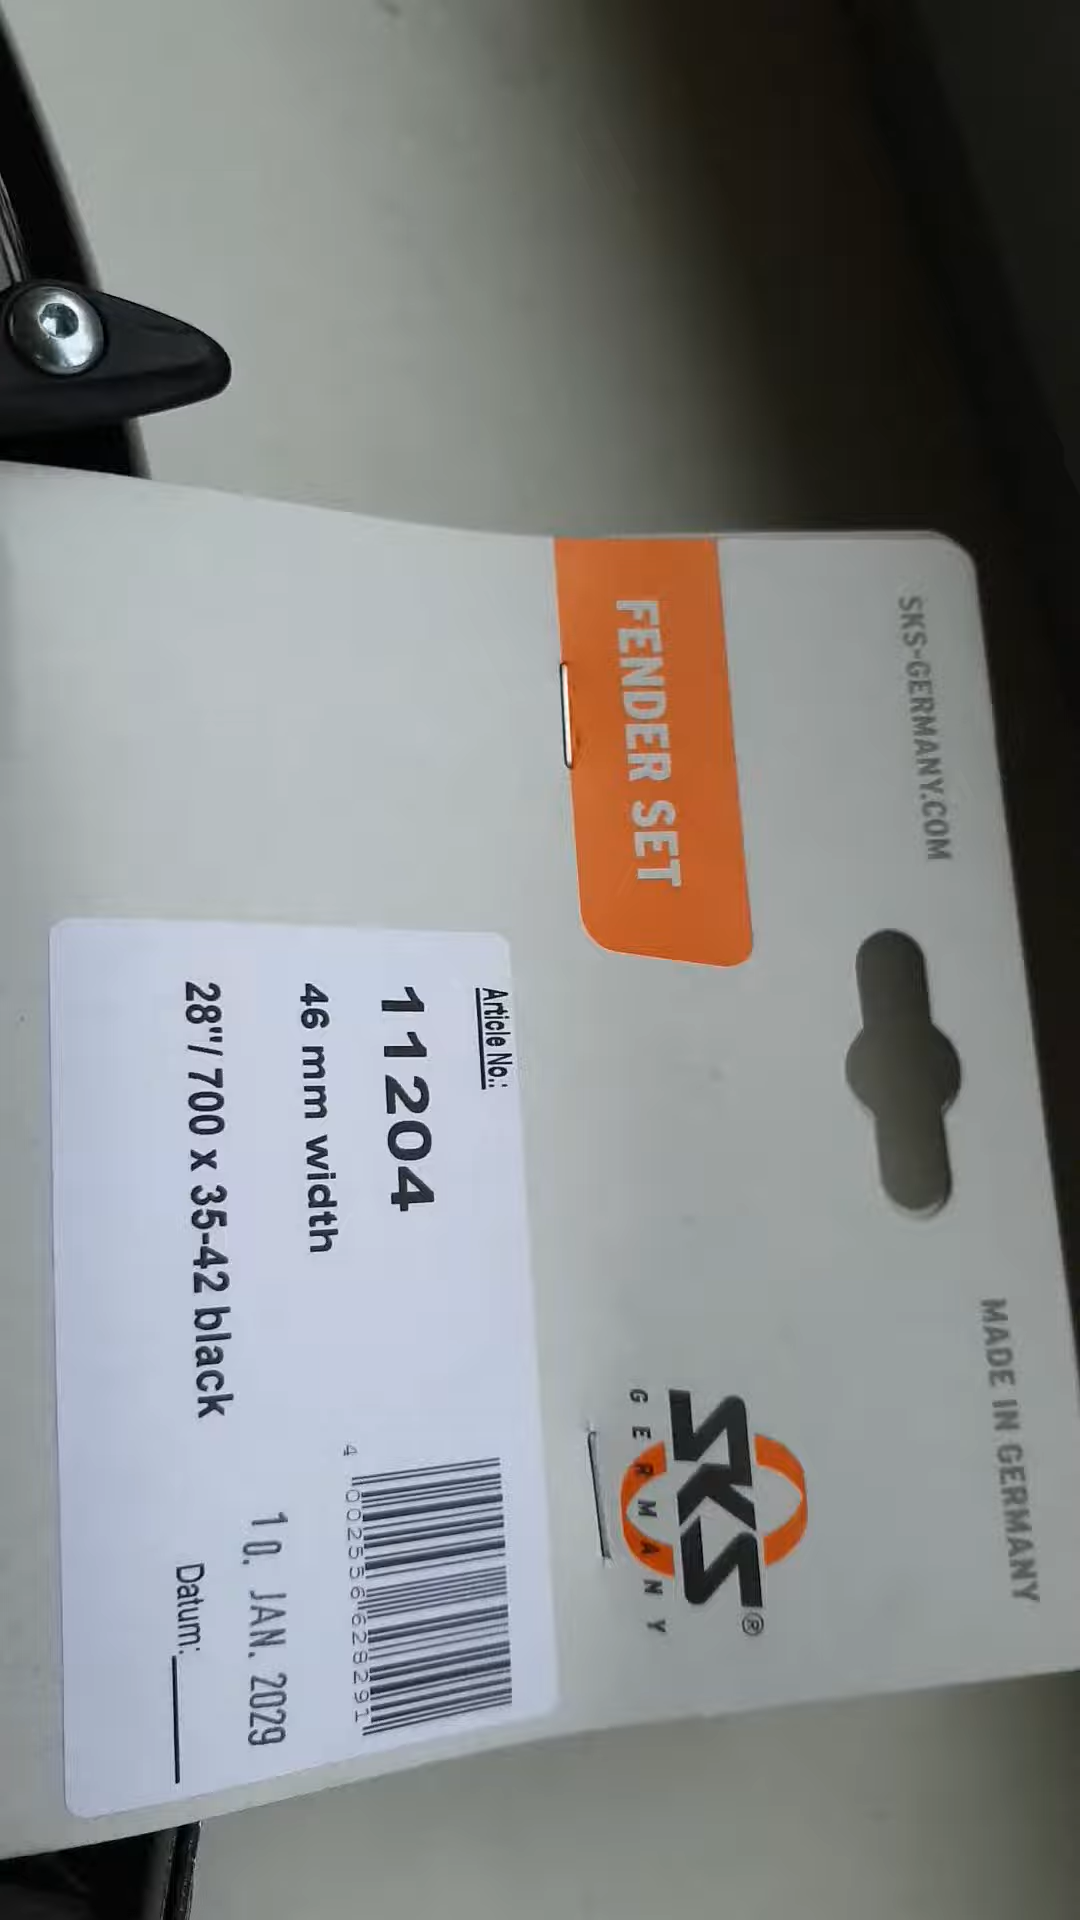 SKS-GERMANY.COM
MADE IN GERMANY
FENDER SET
SKS®
GERMANY
Article No.:
11204
46 mm width
28"/ 700 x 35-42 black
4 002556 628291
10. JAN. 2029
Datum: